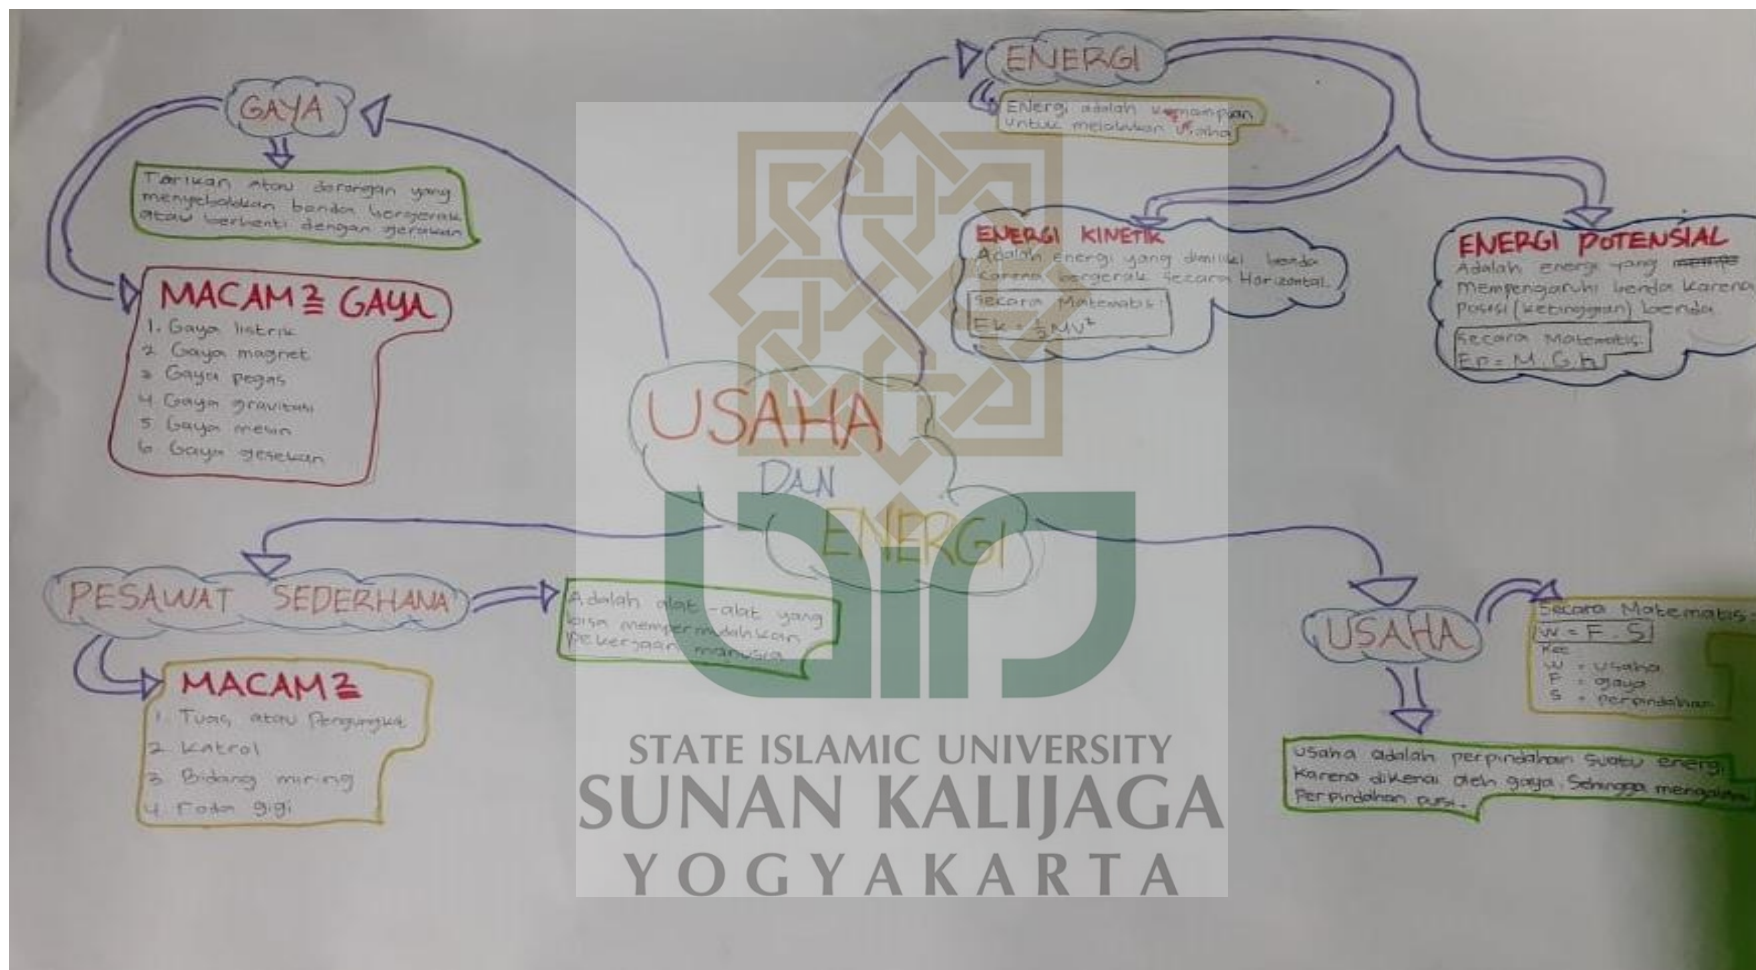 GAYA
Tarikan atau dorongan yang
menyebabkan benda bergerak
atau berhenti dengan gerakan
MACAM2 GAYA
1. Gaya listrik
2 Gaya magnet
3 Gaya pegas
4 Gaya gravitasi
5 Gaya mesin
6 Gaya gesekan
ENERGI
Energi adalah kemampuan
untuk melakukan usaha
ENERGI KINETIK
Adalah energi yang dimiliki benda
karena bergerak secara Horizontal
Secara Matematis:
Ek = ½ MV²
ENERGI POTENSIAL
Adalah energi yang
mempengaruhi benda karena
posisi (ketinggian) benda
Secara Matematis:
EP = M. G. h
USAHA
DAN
ENERGI
PESAWAT SEDERHANA
Adalah alat-alat yang
bisa mempermudahkan
pekerjaan manusia
MACAM2
1. Tuas atau Pengungkit
2. Katrol
3. Bidang miring
4. roda gigi
USAHA
Secara Matematis:
W = F . S
Ket
W = Usaha
F = gaya
S = perpindahan
Usaha adalah perpindahan suatu energi
karena dikenai oleh gaya. Sehingga
Perpindahan
STATE ISLAMIC UNIVERSITY
SUNAN KALIJAGA
YOGYAKARTA